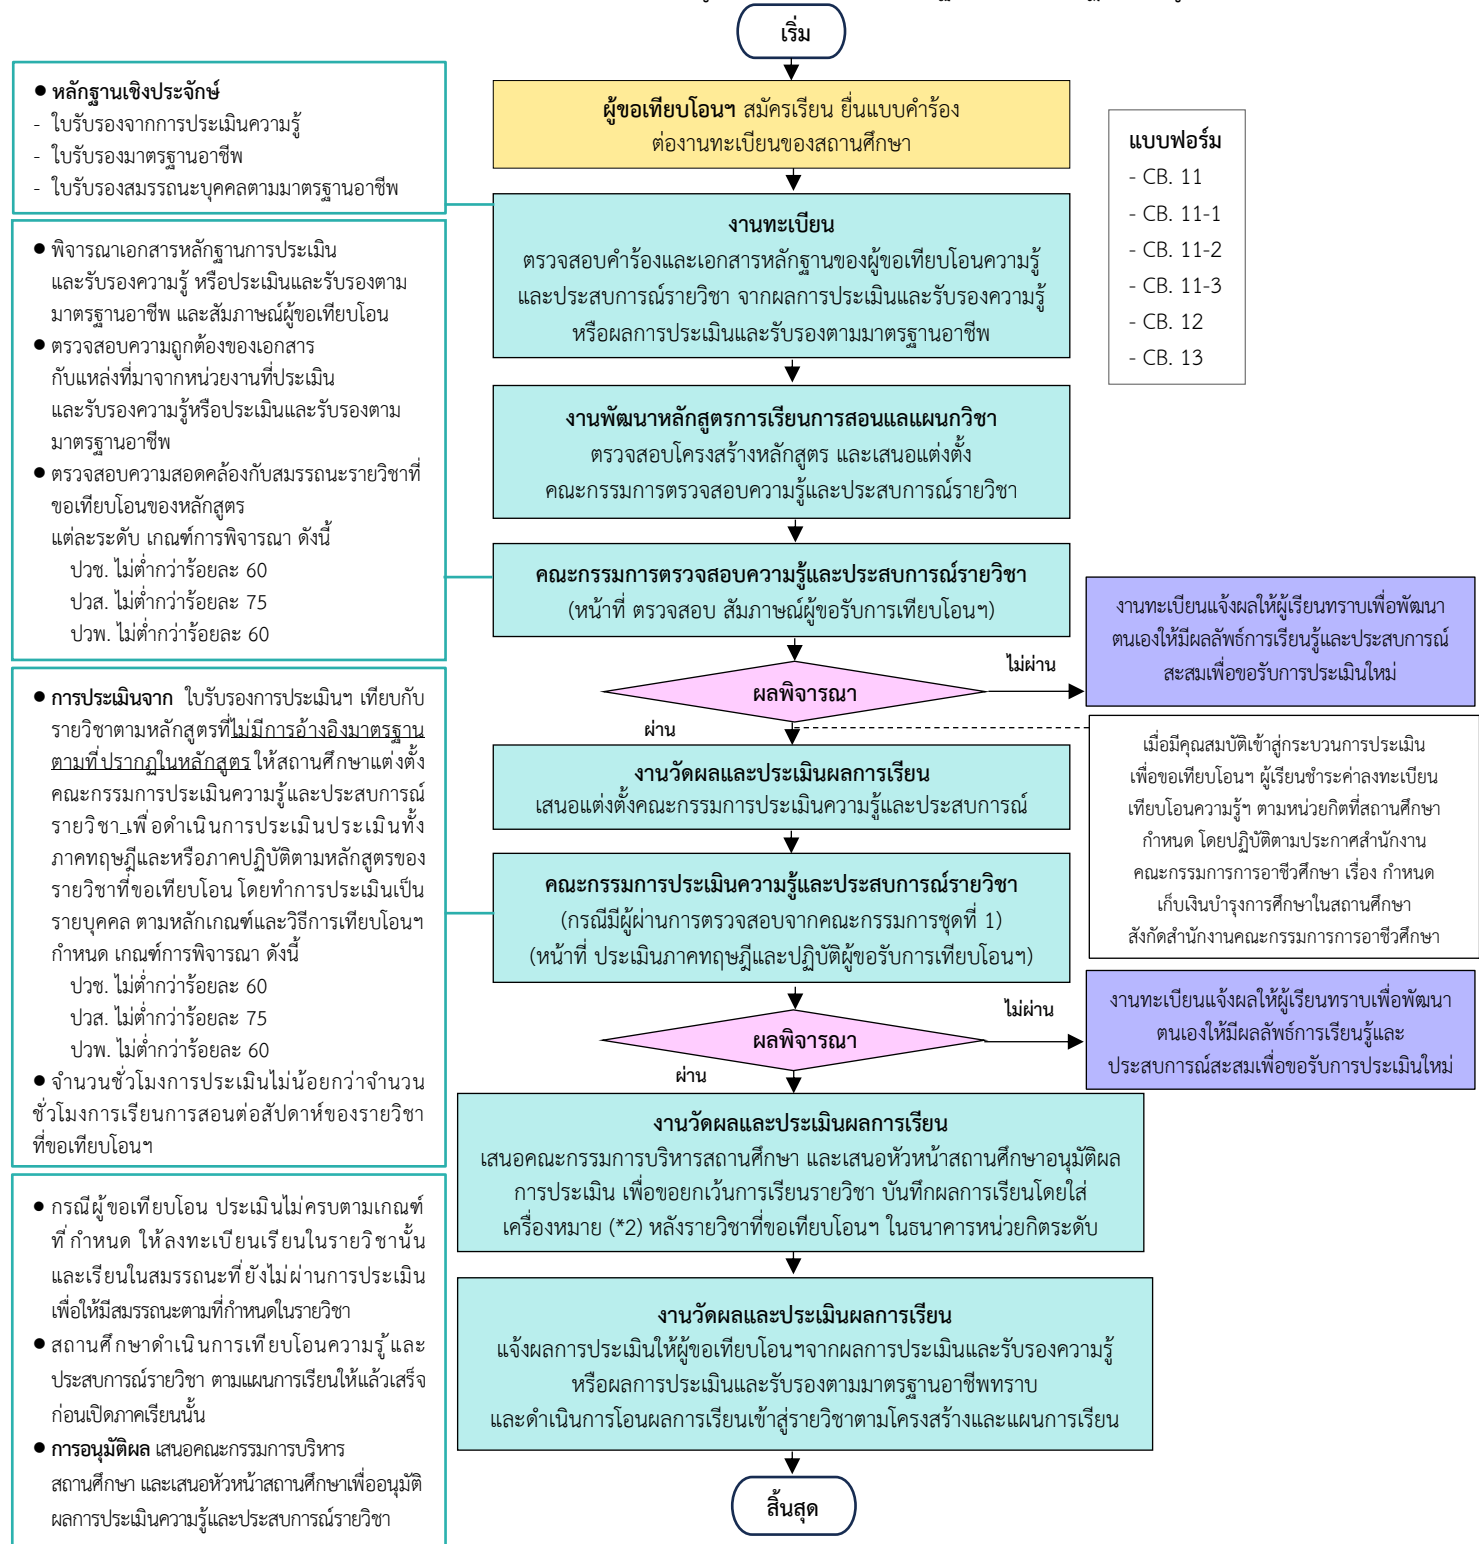 เริ่ม
● หลักฐานเชิงประจักษ์
- ใบรับรองจากการประเมินความรู้
- ใบรับรองมาตรฐานอาชีพ
- ใบรับรองสมรรถนะบุคคลตามมาตรฐานอาชีพ
ผู้ขอเทียบโอนฯ สมัครเรียน ยื่นแบบคำร้อง
ต่องานทะเบียนของสถานศึกษา
แบบฟอร์ม
- CB. 11
- CB. 11-1
- CB. 11-2
- CB. 11-3
- CB. 12
- CB. 13
งานทะเบียน
ตรวจสอบคำร้องและเอกสารหลักฐานของผู้ขอเทียบโอนความรู้
และประสบการณ์รายวิชา จากผลการประเมินและรับรองความรู้
หรือผลการประเมินและรับรองตามมาตรฐานอาชีพ
● พิจารณาเอกสารหลักฐานการประเมิน
และรับรองความรู้ หรือประเมินและรับรองตาม
มาตรฐานอาชีพ และสัมภาษณ์ผู้ขอเทียบโอน
● ตรวจสอบความถูกต้องของเอกสาร
กับแหล่งที่มาจากหน่วยงานที่ประเมิน
และรับรองความรู้หรือประเมินและรับรองตาม
มาตรฐานอาชีพ
● ตรวจสอบความสอดคล้องกับสมรรถนะรายวิชาที่
ขอเทียบโอนของหลักสูตร
แต่ละระดับ เกณฑ์การพิจารณา ดังนี้
ปวช. ไม่ต่ำกว่าร้อยละ 60
ปวส. ไม่ต่ำกว่าร้อยละ 75
ปวพ. ไม่ต่ำกว่าร้อยละ 60
งานพัฒนาหลักสูตรการเรียนการสอนแลแผนกวิชา
ตรวจสอบโครงสร้างหลักสูตร และเสนอแต่งตั้ง
คณะกรรมการตรวจสอบความรู้และประสบการณ์รายวิชา
คณะกรรมการตรวจสอบความรู้และประสบการณ์รายวิชา
(หน้าที่ ตรวจสอบ สัมภาษณ์ผู้ขอรับการเทียบโอนฯ)
ผลพิจารณา
ไม่ผ่าน
งานทะเบียนแจ้งผลให้ผู้เรียนทราบเพื่อพัฒนา
ตนเองให้มีผลลัพธ์การเรียนรู้และประสบการณ์
สะสมเพื่อขอรับการประเมินใหม่
ผ่าน
เมื่อมีคุณสมบัติเข้าสู่กระบวนการประเมิน
เพื่อขอเทียบโอนฯ ผู้เรียนชำระค่าลงทะเบียน
เทียบโอนความรู้ฯ ตามหน่วยกิตที่สถานศึกษา
กำหนด โดยปฏิบัติตามประกาศสำนักงาน
คณะกรรมการการอาชีวศึกษา เรื่อง กำหนด
เก็บเงินบำรุงการศึกษาในสถานศึกษา
สังกัดสำนักงานคณะกรรมการการอาชีวศึกษา
งานวัดผลและประเมินผลการเรียน
เสนอแต่งตั้งคณะกรรมการประเมินความรู้และประสบการณ์
● การประเมินจาก ใบรับรองการประเมินฯ เทียบกับ
รายวิชาตามหลักสูตรที่ไม่มีการอ้างอิงมาตรฐาน
ตามที่ปรากฏในหลักสูตร ให้สถานศึกษาแต่งตั้ง
คณะกรรมการประเมินความรู้และประสบการณ์
รายวิชา เพื่อดำเนินการประเมินประเมินทั้ง
ภาคทฤษฎีและหรือภาคปฏิบัติตามหลักสูตรของ
รายวิชาที่ขอเทียบโอน โดยทำการประเมินเป็น
รายบุคคล ตามหลักเกณฑ์และวิธีการเทียบโอนฯ
กำหนด เกณฑ์การพิจารณา ดังนี้
ปวช. ไม่ต่ำกว่าร้อยละ 60
ปวส. ไม่ต่ำกว่าร้อยละ 75
ปวพ. ไม่ต่ำกว่าร้อยละ 60
● จำนวนชั่วโมงการประเมินไม่น้อยกว่าจำนวน
ชั่วโมงการเรียนการสอนต่อสัปดาห์ของรายวิชา
ที่ขอเทียบโอนฯ
คณะกรรมการประเมินความรู้และประสบการณ์รายวิชา
(กรณีมีผู้ผ่านการตรวจสอบจากคณะกรรมการชุดที่ 1)
(หน้าที่ ประเมินภาคทฤษฎีและปฏิบัติผู้ขอรับการเทียบโอนฯ)
ผลพิจารณา
ไม่ผ่าน
งานทะเบียนแจ้งผลให้ผู้เรียนทราบเพื่อพัฒนา
ตนเองให้มีผลลัพธ์การเรียนรู้และ
ประสบการณ์สะสมเพื่อขอรับการประเมินใหม่
ผ่าน
งานวัดผลและประเมินผลการเรียน
เสนอคณะกรรมการบริหารสถานศึกษา และเสนอหัวหน้าสถานศึกษาอนุมัติผล
การประเมิน เพื่อขอยกเว้นการเรียนรายวิชา บันทึกผลการเรียนโดยใส่
เครื่องหมาย (*2) หลังรายวิชาที่ขอเทียบโอนฯ ในธนาคารหน่วยกิตระดับ
● กรณีผู้ขอเทียบโอน ประเมินไม่ครบตามเกณฑ์
ที่กำหนด ให้ลงทะเบียนเรียนในรายวิชานั้น
และเรียนในสมรรถนะที่ยังไม่ผ่านการประเมิน
เพื่อให้มีสมรรถนะตามที่กำหนดในรายวิชา
● สถานศึกษาดำเนินการเทียบโอนความรู้และ
ประสบการณ์รายวิชา ตามแผนการเรียนให้แล้วเสร็จ
ก่อนเปิดภาคเรียนนั้น
● การอนุมัติผล เสนอคณะกรรมการบริหาร
สถานศึกษา และเสนอหัวหน้าสถานศึกษาเพื่ออนุมัติ
ผลการประเมินความรู้และประสบการณ์รายวิชา
งานวัดผลและประเมินผลการเรียน
แจ้งผลการประเมินให้ผู้ขอเทียบโอนฯจากผลการประเมินและรับรองความรู้
หรือผลการประเมินและรับรองตามมาตรฐานอาชีพทราบ
และดำเนินการโอนผลการเรียนเข้าสู่รายวิชาตามโครงสร้างและแผนการเรียน
สิ้นสุด